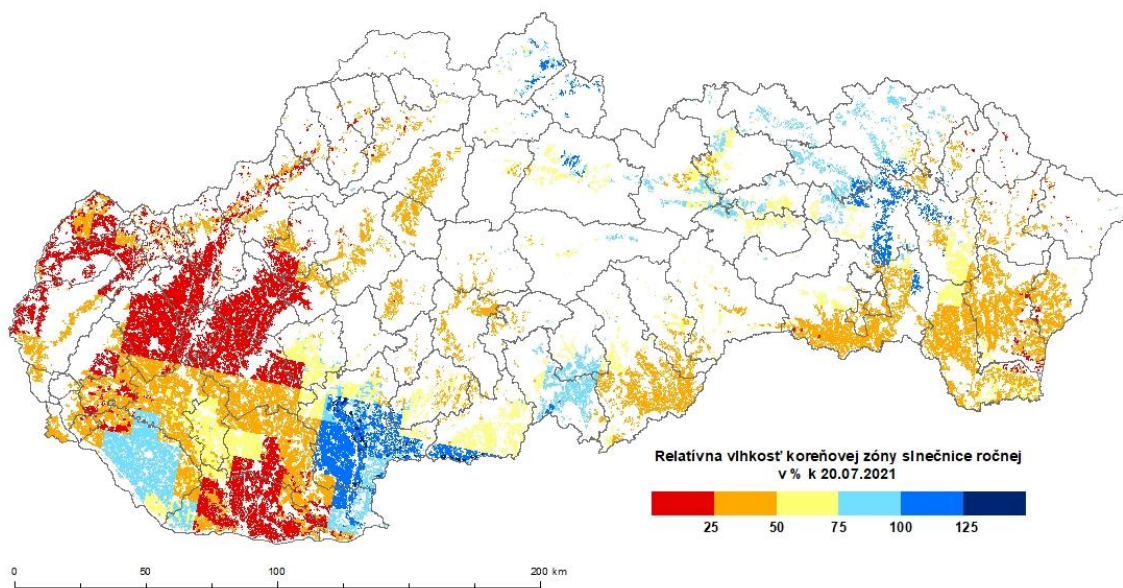 Relatívna vlhkosť koreňovej zóny slnečnice ročnej
v % k 20.07.2021
25 50 75 100 125
0 50 100 200 km